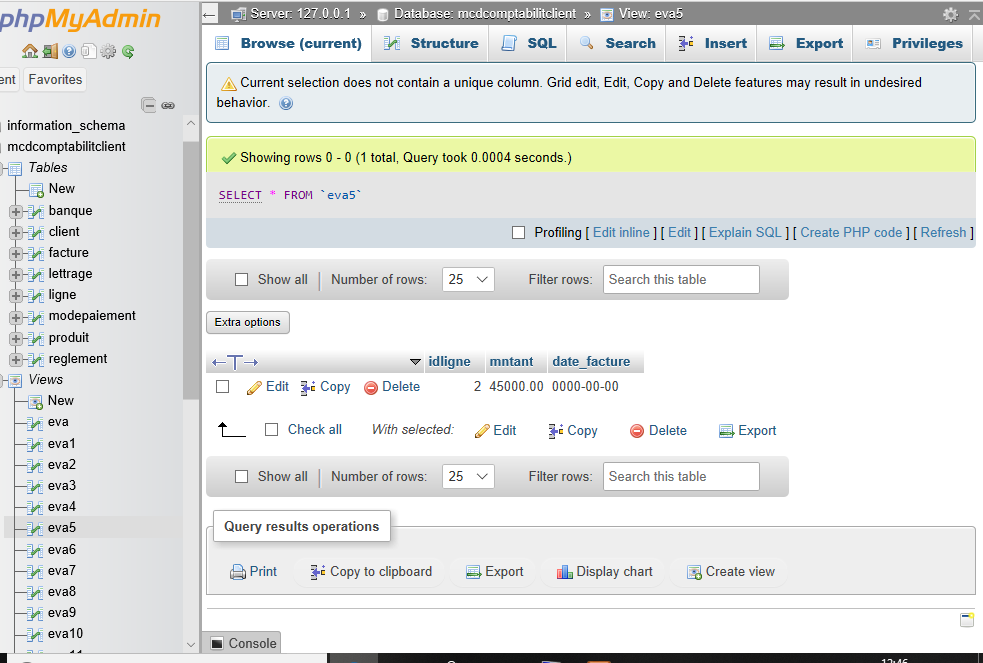 phpMyAdmin
ent Favorites
information_schema
mcdcomptabilitclient
Tables
New
banque
client
facture
lettrage
ligne
modepaiement
produit
reglement
Views
New
eva
eva1
eva2
eva3
eva4
eva5
eva6
eva7
eva8
eva9
eva10
Server: 127.0.0.1 » Database: mcdcomptabilitclient » View: eva5
Browse (current) Structure SQL Search Insert Export Privileges
Current selection does not contain a unique column. Grid edit, Edit, Copy and Delete features may result in undesired
behavior.
Showing rows 0 - 0 (1 total, Query took 0.0004 seconds.)
SELECT * FROM `eva5`
Profiling [ Edit inline ] [ Edit ] [ Explain SQL ] [ Create PHP code ] [ Refresh ]
Show all Number of rows: 25 Filter rows: Search this table
Extra options
←T→ idligne mntant date_facture
Edit Copy Delete 2 45000.00 0000-00-00
Check all With selected: Edit Copy Delete Export
Show all Number of rows: 25 Filter rows: Search this table
Query results operations
Print Copy to clipboard Export Display chart Create view
Console